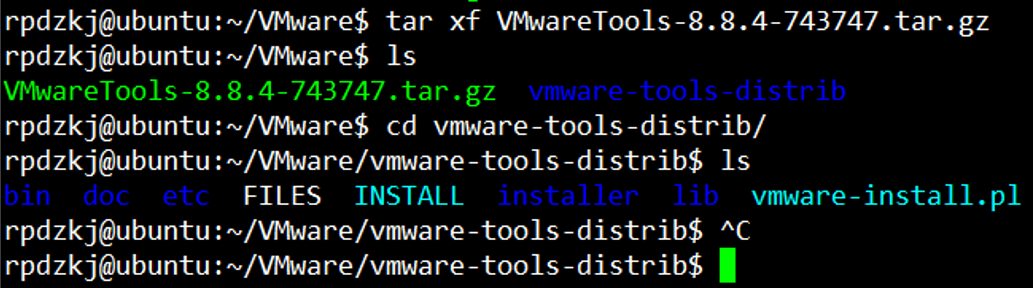 rpdzkj@ubuntu:~/VMware$ tar xf VMwareTools-8.8.4-743747.tar.gz
rpdzkj@ubuntu:~/VMware$ ls
VMwareTools-8.8.4-743747.tar.gz  vmware-tools-distrib
rpdzkj@ubuntu:~/VMware$ cd vmware-tools-distrib/
rpdzkj@ubuntu:~/VMware/vmware-tools-distrib$ ls
bin  doc  etc  FILES  INSTALL  installer  lib  vmware-install.pl
rpdzkj@ubuntu:~/VMware/vmware-tools-distrib$ ^C
rpdzkj@ubuntu:~/VMware/vmware-tools-distrib$